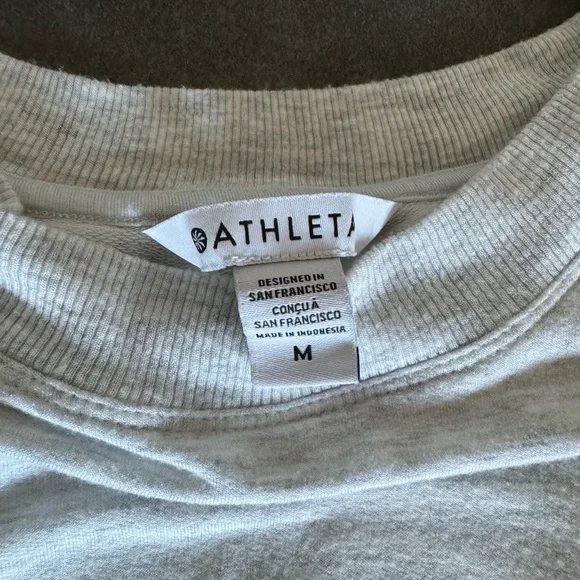 ATHLETA
DESIGNED IN
SAN FRANCISCO
CONÇU À
SAN FRANCISCO
MADE IN INDONESIA
M